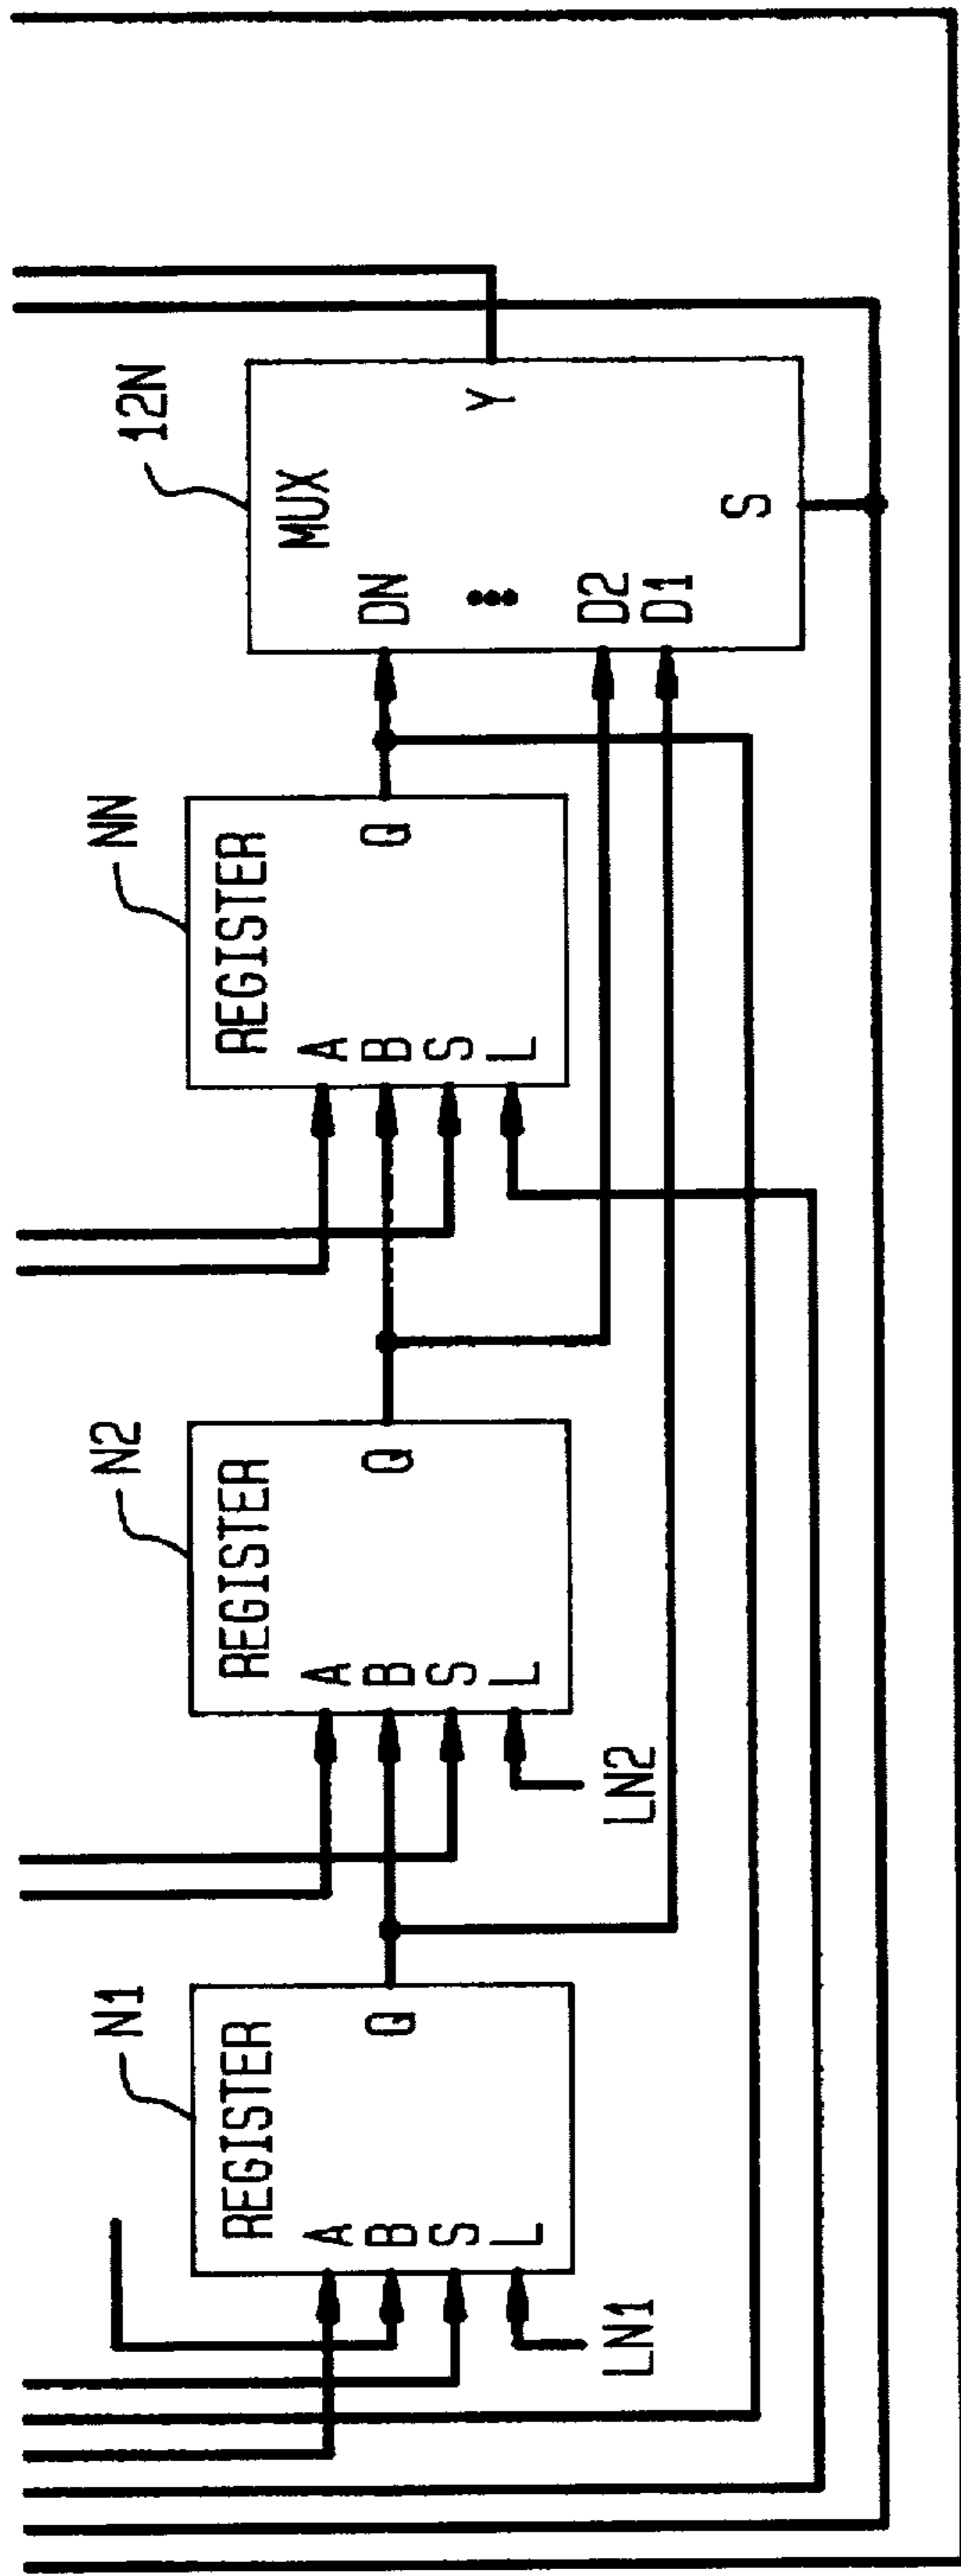 N1
REGISTER
A
B
S
L
Q
LN1
N2
REGISTER
A
B
S
L
Q
LN2
NN
REGISTER
A
B
S
L
Q
12N
MUX
DN
•••
D2
D1
Y
S